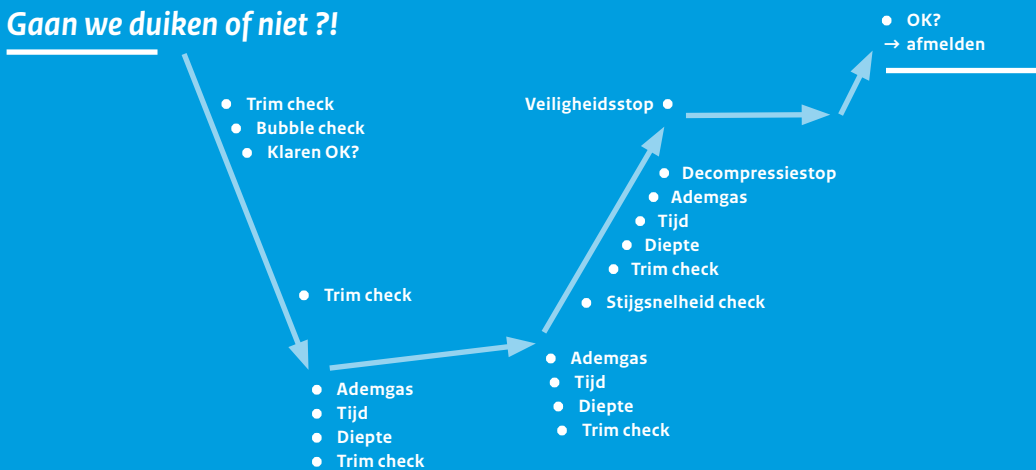 Gaan we duiken of niet ?!
• Trim check
• Bubble check
• Klaren OK?
• Trim check
• Ademgas
• Tijd
• Diepte
• Trim check
• Ademgas
• Tijd
• Diepte
• Trim check
• Stijgsnelheid check
• Trim check
• Diepte
• Tijd
• Ademgas
• Decompressiestop
Veiligheidsstop •
• OK?
→ afmelden